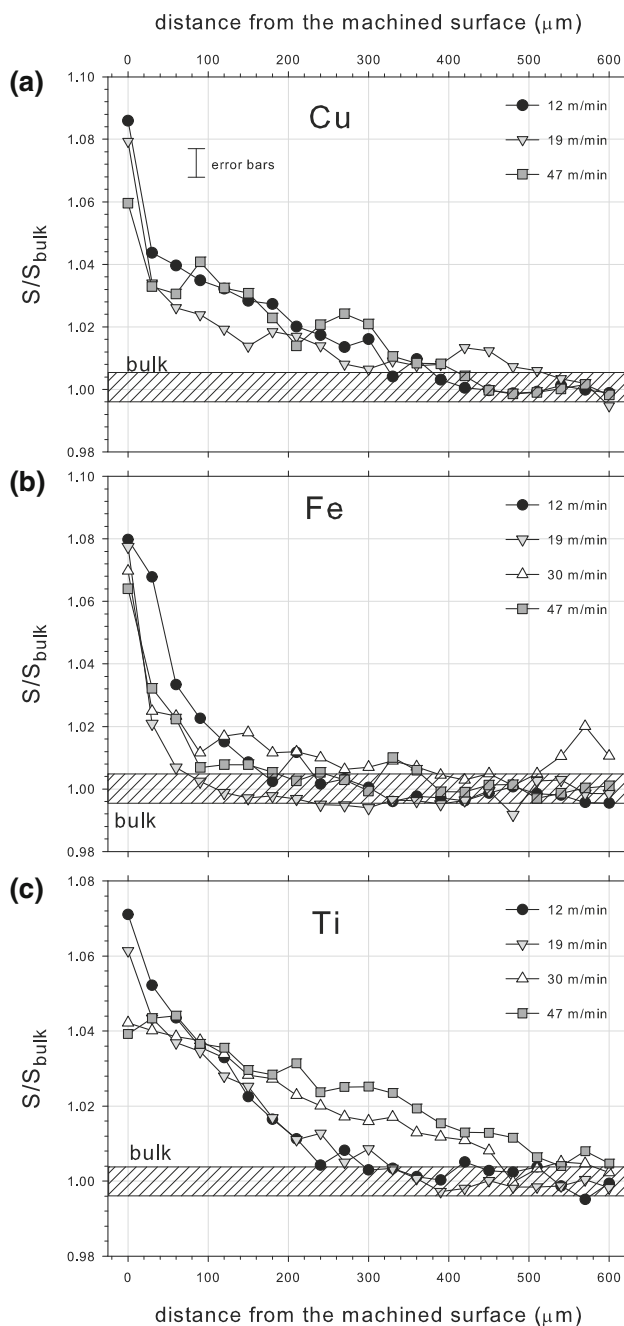 distance from the machined surface (μm)
0 100 200 300 400 500 600
(a)
Cu
12 m/min
19 m/min
47 m/min
error bars
bulk
S/Sbulk
1.10
1.08
1.06
1.04
1.02
1.00
0.98
(b)
Fe
12 m/min
19 m/min
30 m/min
47 m/min
bulk
S/Sbulk
1.10
1.08
1.06
1.04
1.02
1.00
0.98
(c)
Ti
12 m/min
19 m/min
30 m/min
47 m/min
bulk
S/Sbulk
1.08
1.06
1.04
1.02
1.00
0.98
0 100 200 300 400 500 600
distance from the machined surface (μm)